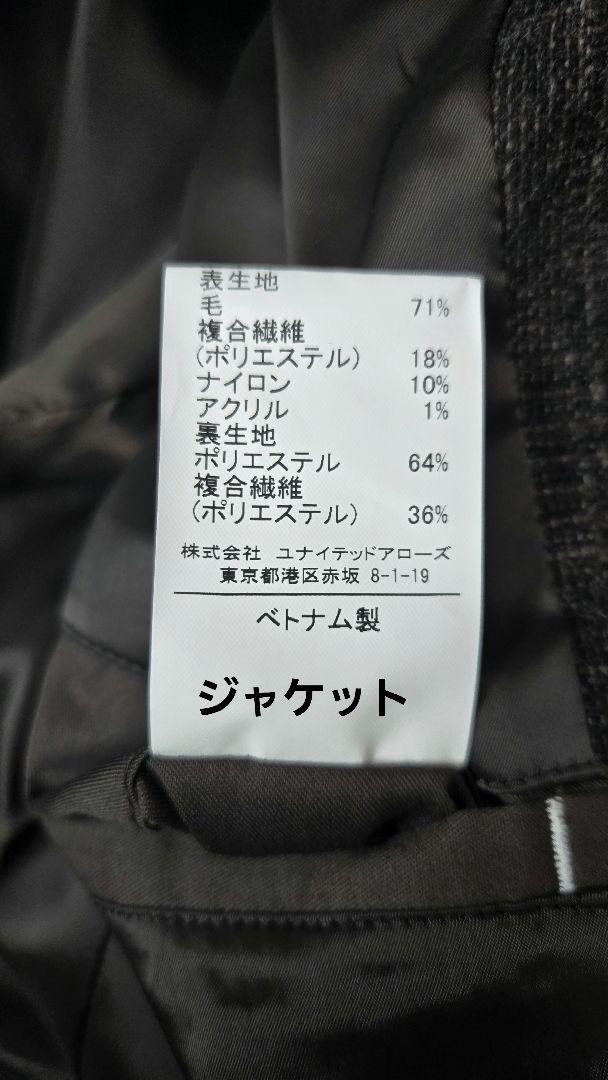 表生地
毛 71%
複合繊維
(ポリエステル) 18%
ナイロン 10%
アクリル 1%
裏生地
ポリエステル 64%
複合繊維
(ポリエステル) 36%
株式会社 ユナイテッドアローズ
東京都港区赤坂 8-1-19
ベトナム製
ジャケット